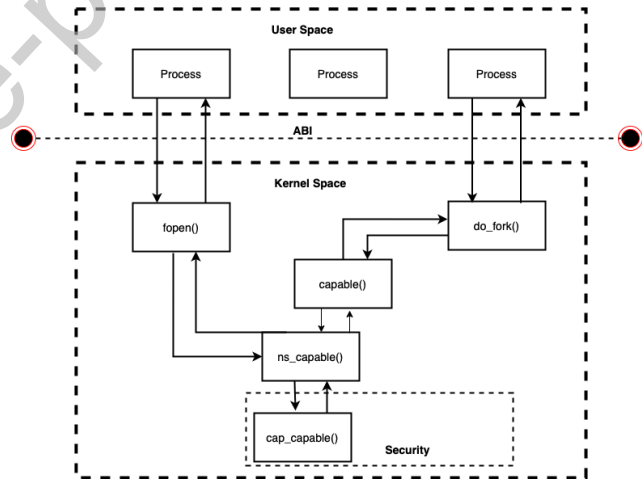 User Space
Process
Process
Process
ABI
Kernel Space
fopen()
do_fork()
capable()
ns_capable()
cap_capable()
Security